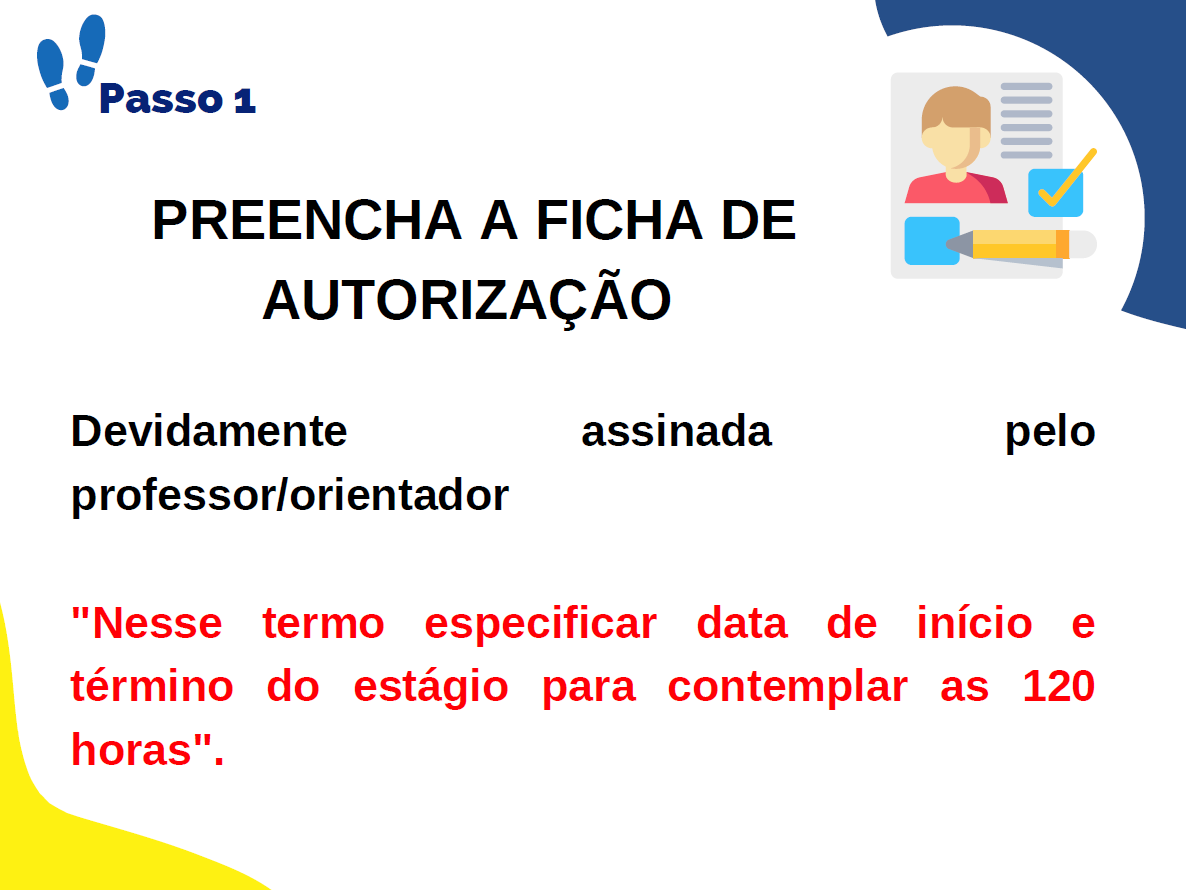 Passo 1
PREENCHA A FICHA DE
AUTORIZAÇÃO
Devidamente assinada pelo
professor/orientador
"Nesse termo especificar data de início e
término do estágio para contemplar as 120
horas".